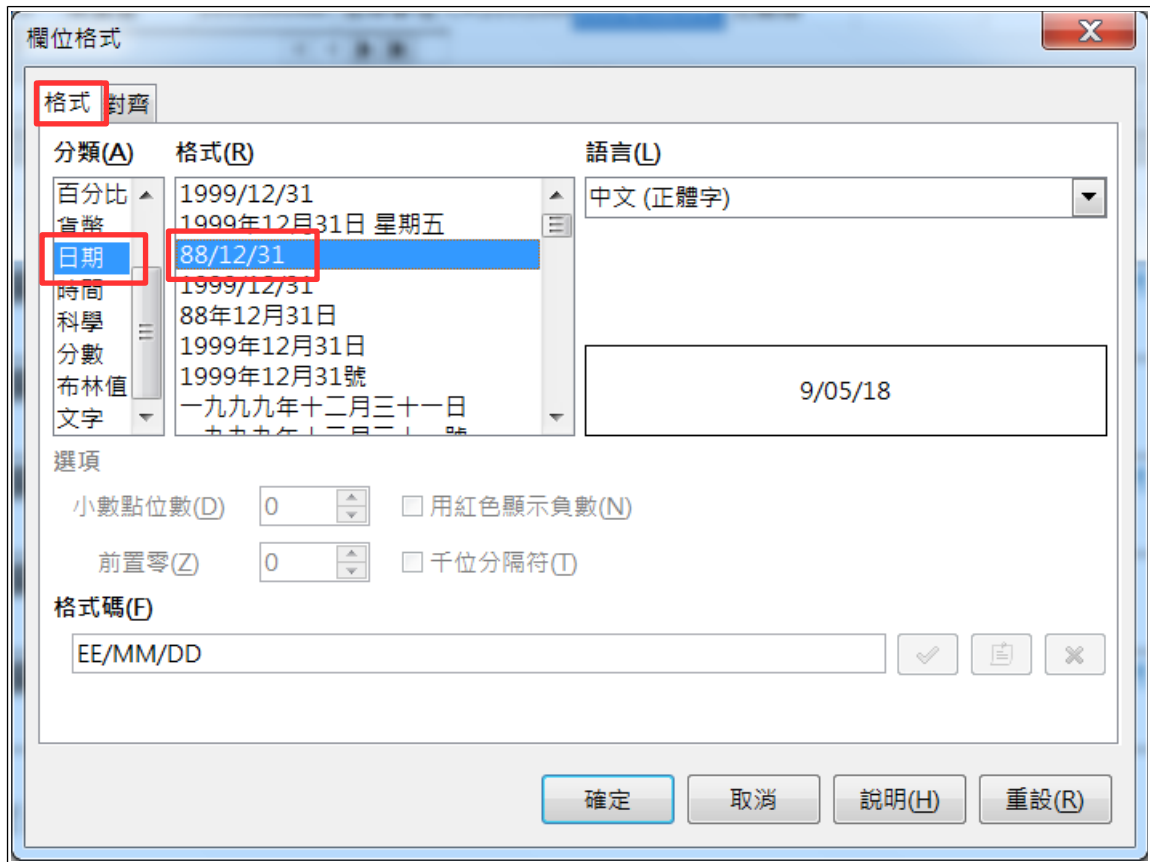 欄位格式
X
格式 對齊
分類(A) 格式(R) 語言(L)
百分比
貨幣
日期
時間
科學
分數
布林值
文字
1999/12/31
1999年12月31日 星期五
88/12/31
1999/12/31
88年12月31日
1999年12月31日
1999年12月31號
一九九九年十二月三十一日
中文 (正體字)
9/05/18
選項
小數點位數(D) 0 用紅色顯示負數(N)
前置零(Z) 0 千位分隔符(T)
格式碼(F)
EE/MM/DD
確定 取消 說明(H) 重設(R)